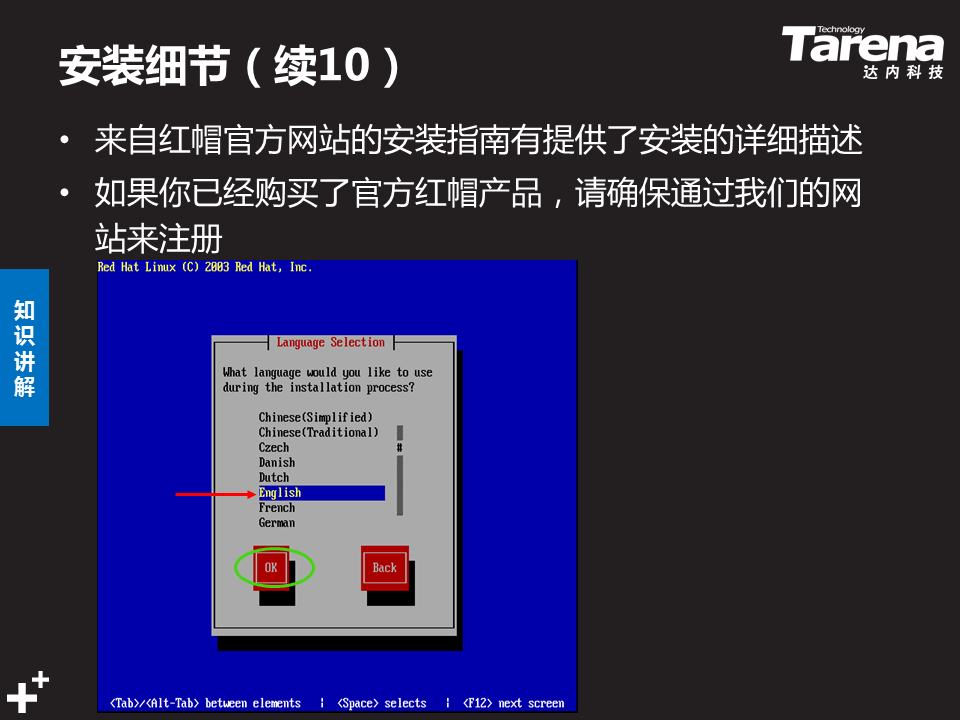 安装细节（续10）
Technology
Tarena
达内科技
• 来自红帽官方网站的安装指南有提供了安装的详细描述
• 如果你已经购买了官方红帽产品，请确保通过我们的网
站来注册
知识讲解
Red Hat Linux (C) 2003 Red Hat, Inc.
Language Selection
What language would you like to use
during the installation process?
Chinese(Simplified)
Chinese(Traditional)
Czech #
Danish
Dutch
English
French
German
OK Back
<Tab>/<Alt-Tab> between elements | <Space> selects | <F12> next screen